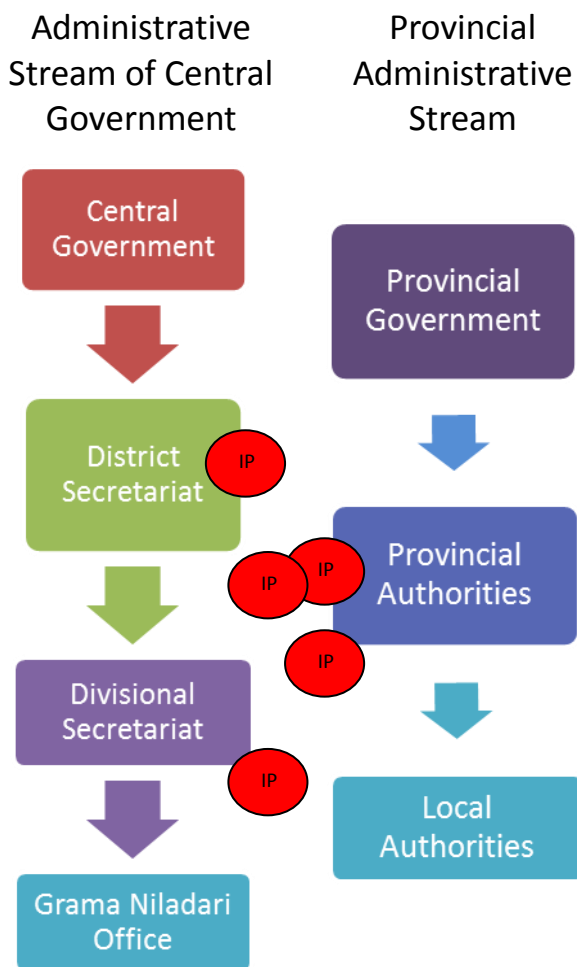 Administrative
Stream of Central
Government
Provincial
Administrative
Stream
Central
Government
Provincial
Government
District
Secretariat
IP
IP
IP
Provincial
Authorities
IP
Divisional
Secretariat
IP
Local
Authorities
Grama Niladari
Office